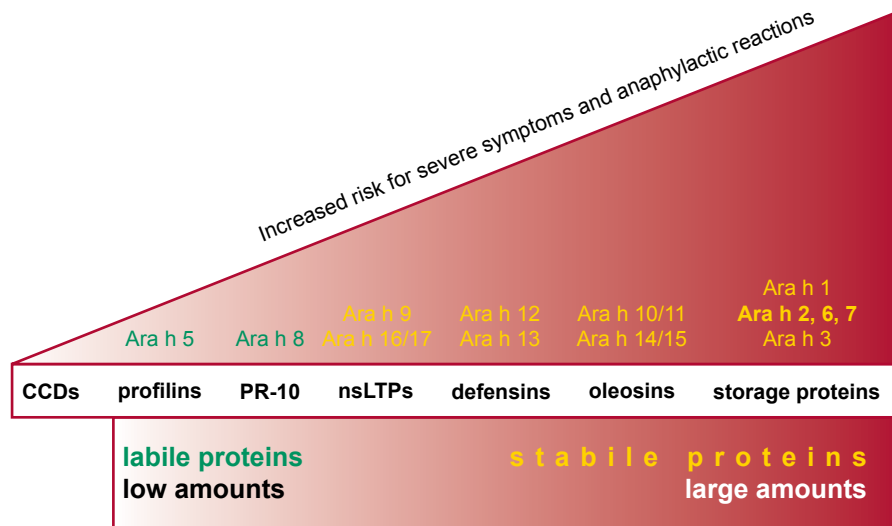 Increased risk for severe symptoms and anaphylactic reactions
Ara h 1
Ara h 9 Ara h 12 Ara h 10/11 Ara h 2, 6, 7
Ara h 5 Ara h 8 Ara h 16/17 Ara h 13 Ara h 14/15 Ara h 3
CCDs profilins PR-10 nsLTPs defensins oleosins storage proteins
labile proteins stabile proteins
low amounts large amounts